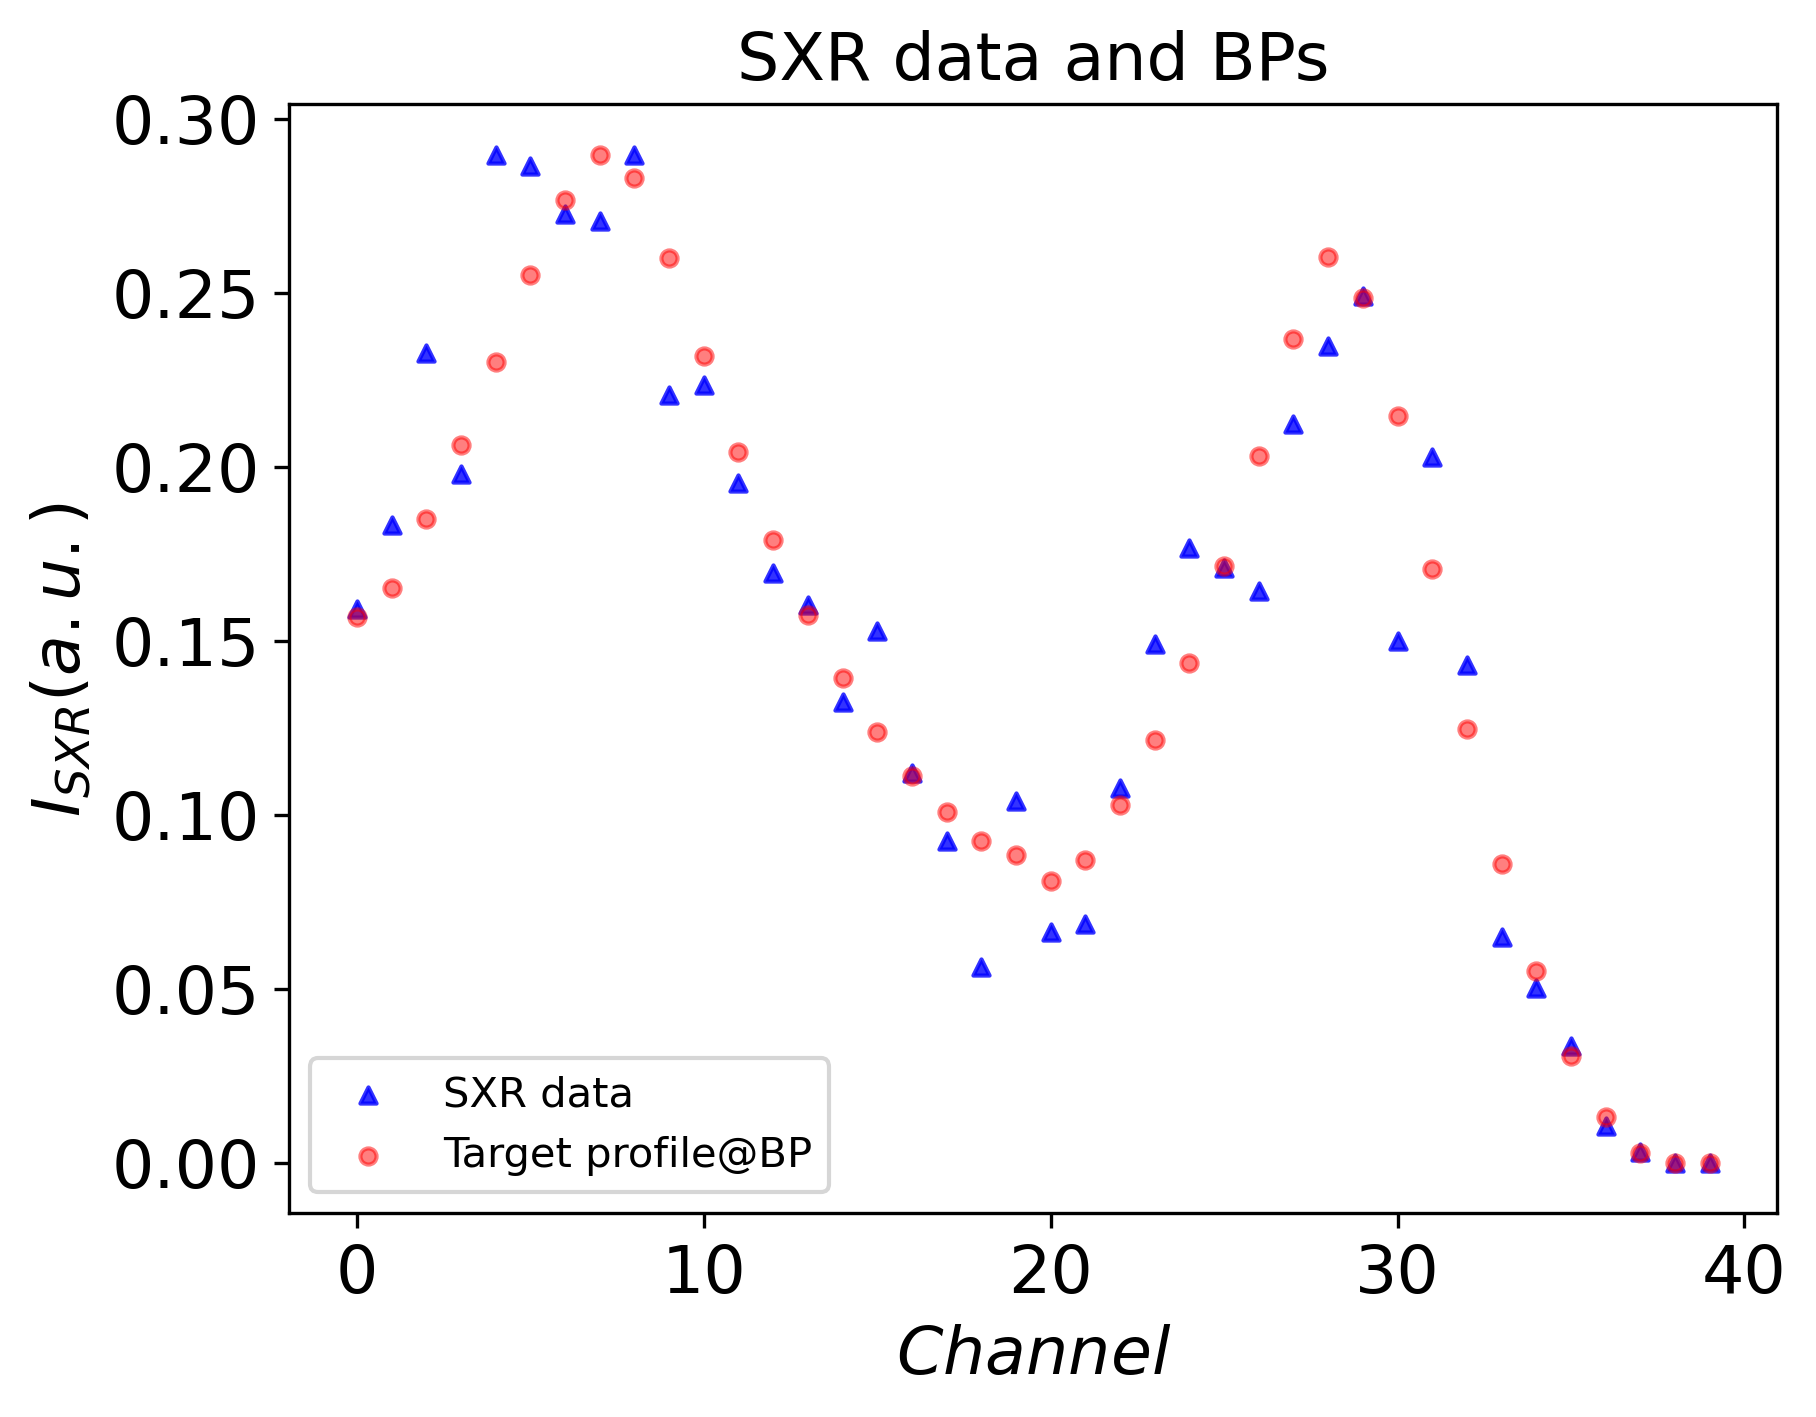 SXR data and BPs
0.30
0.25
0.20
0.15
0.10
0.05
0.00
I_SXR(a.u.)
SXR data
Target profile@BP
0 10 20 30 40
Channel